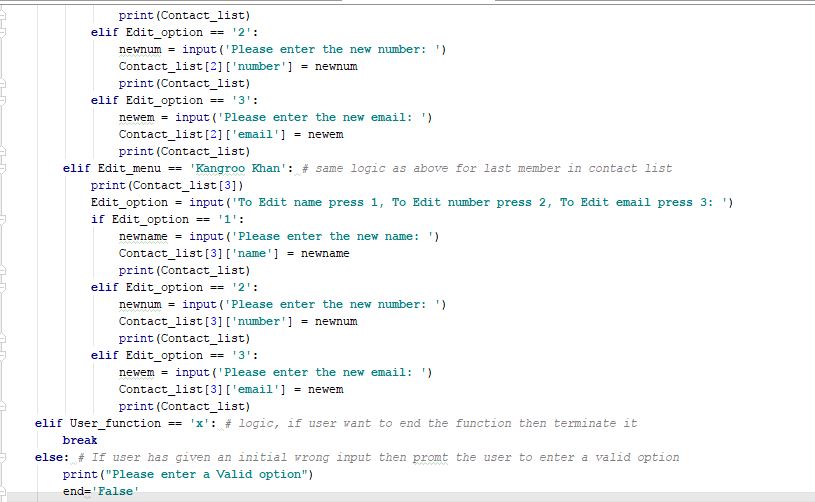 print(Contact_list)
elif Edit_option == '2':
newnum = input('Please enter the new number: ')
Contact_list[2]['number'] = newnum
print(Contact_list)
elif Edit_option == '3':
newem = input('Please enter the new email: ')
Contact_list[2]['email'] = newem
print(Contact_list)
elif Edit_menu == 'Kangroo Khan': # same logic as above for last member in contact list
print(Contact_list[3])
Edit_option = input('To Edit name press 1, To Edit number press 2, To Edit email press 3: ')
if Edit_option == '1':
newname = input('Please enter the new name: ')
Contact_list[3]['name'] = newname
print(Contact_list)
elif Edit_option == '2':
newnum = input('Please enter the new number: ')
Contact_list[3]['number'] = newnum
print(Contact_list)
elif Edit_option == '3':
newem = input('Please enter the new email: ')
Contact_list[3]['email'] = newem
print(Contact_list)
elif User_function == 'x': # logic, if user want to end the function then terminate it
break
else: # If user has given an initial wrong input then promt the user to enter a valid option
print("Please enter a Valid option")
end='False'